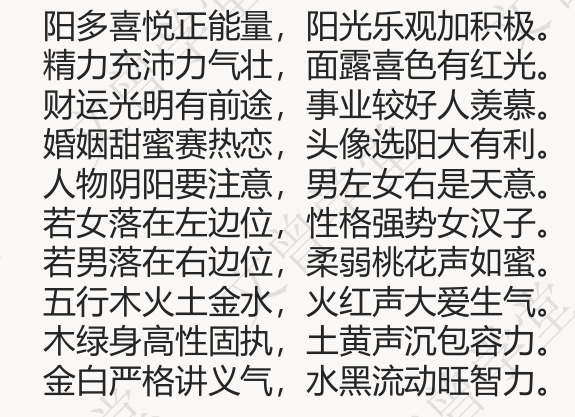 阳多喜悦正能量，阳光乐观加积极。
精力充沛力气壮，面露喜色有红光。
财运光明有前途，事业较好人羡慕。
婚姻甜蜜赛热恋，头像选阳大有利。
人物阴阳要注意，男左女右是天意。
若女落在左边位，性格强势女汉子。
若男落在右边位，柔弱桃花声如蜜。
五行木火土金水，火红声大爱生气。
木绿身高性固执，土黄声沉包容力。
金白严格讲义气，水黑流动旺智力。